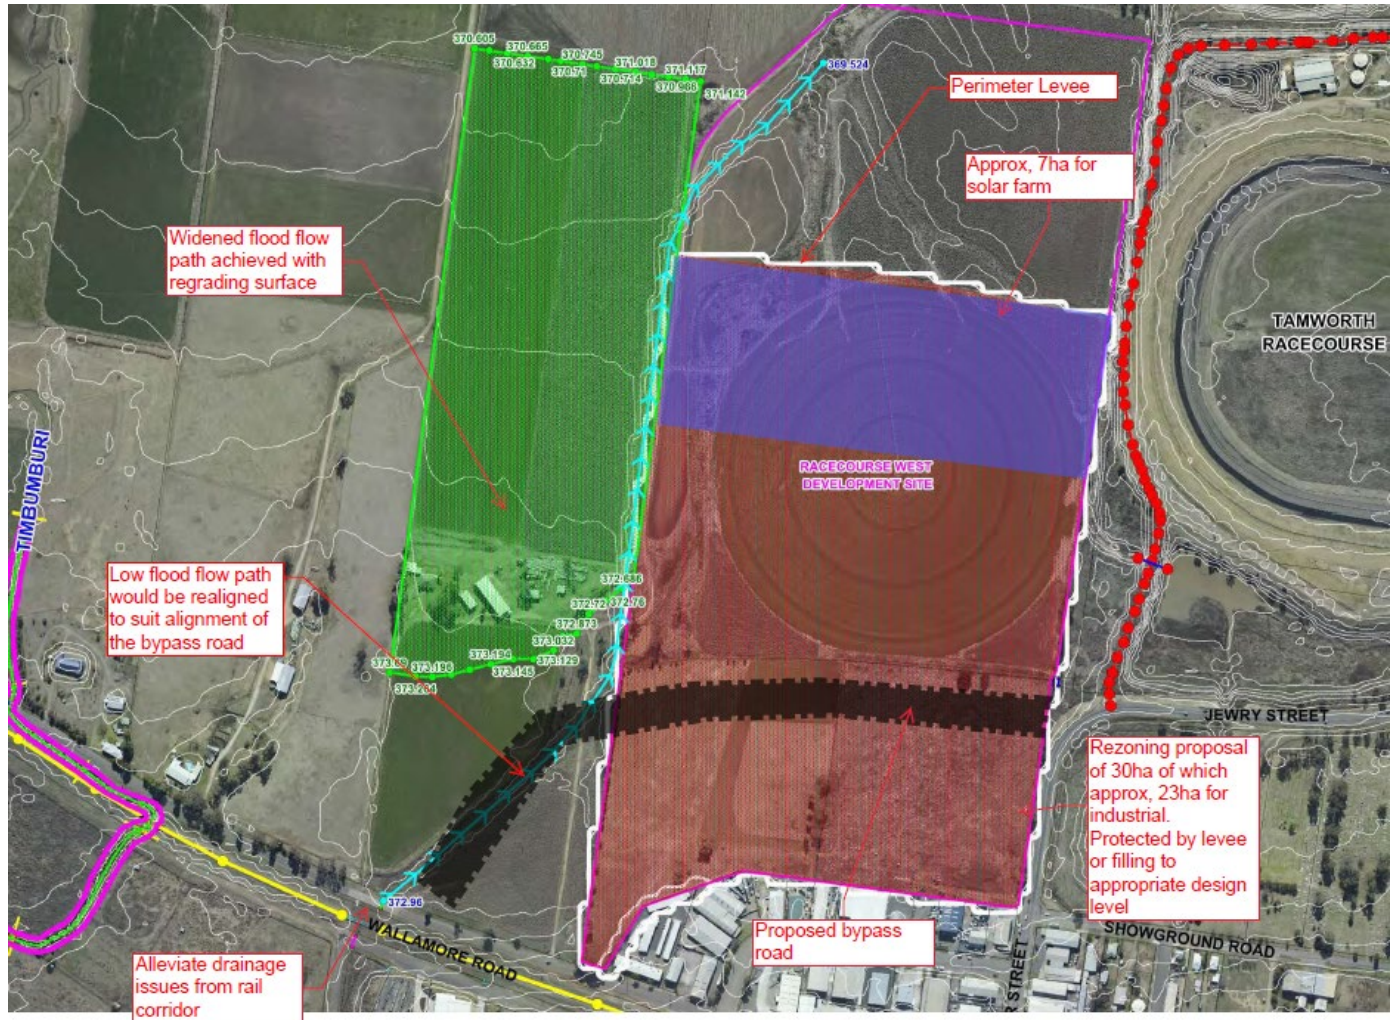 370.605
370.665
370.632
370.745
370.71
371.018
370.714
371.117
370.966
371.142
369.524
Perimeter Levee
Approx, 7ha for
solar farm
Widened flood flow
path achieved with
regrading surface
TAMWORTH
RACECOURSE
RACECOURSE WEST
DEVELOPMENT SITE
TIMBUMBURI
Low flood flow path
would be realigned
to suit alignment of
the bypass road
372.686
372.76
372.72
372.873
373.032
373.129
373.194
373.145
373.196
373.264
JEWRY STREET
Rezoning proposal
of 30ha of which
approx, 23ha for
industrial.
Protected by levee
or filling to
appropriate design
level
372.96
WALLAMORE ROAD
Proposed bypass
road
SHOWGROUND ROAD
STREET
Alleviate drainage
issues from rail
corridor